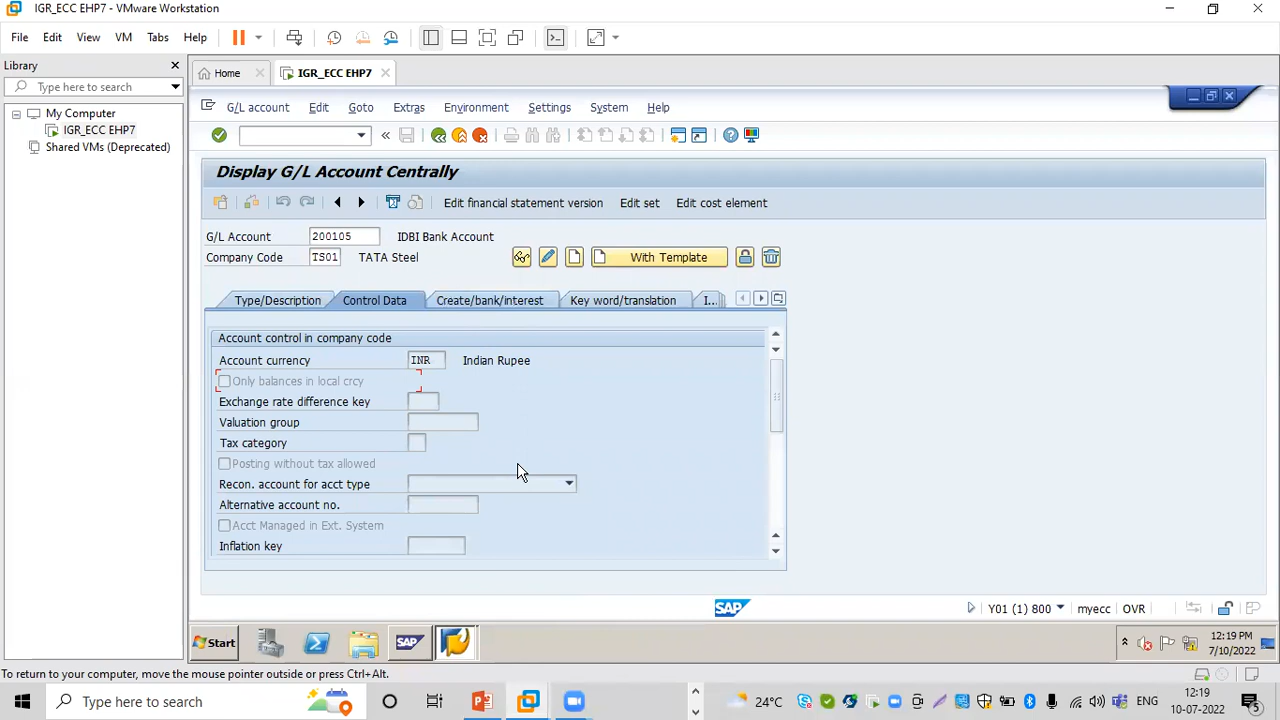 IGR_ECC EHP7 - VMware Workstation
File Edit View VM Tabs Help
Library
Type here to search
My Computer
IGR_ECC EHP7
Shared VMs (Deprecated)
Home
IGR_ECC EHP7
G/L account Edit Goto Extras Environment Settings System Help
Display G/L Account Centrally
Edit financial statement version Edit set Edit cost element
G/L Account 200105 IDBI Bank Account
Company Code TS01 TATA Steel With Template
Type/Description Control Data Create/bank/interest Key word/translation I...
Account control in company code
Account currency INR Indian Rupee
Only balances in local crcy
Exchange rate difference key
Valuation group
Tax category
Posting without tax allowed
Recon. account for acct type
Alternative account no.
Acct Managed in Ext. System
Inflation key
SAP Y01 (1) 800 myecc OVR
Start SAP 12:19 PM
7/10/2022
To return to your computer, move the mouse pointer outside or press Ctrl+Alt.
Type here to search 24°C ENG 12:19
10-07-2022 5